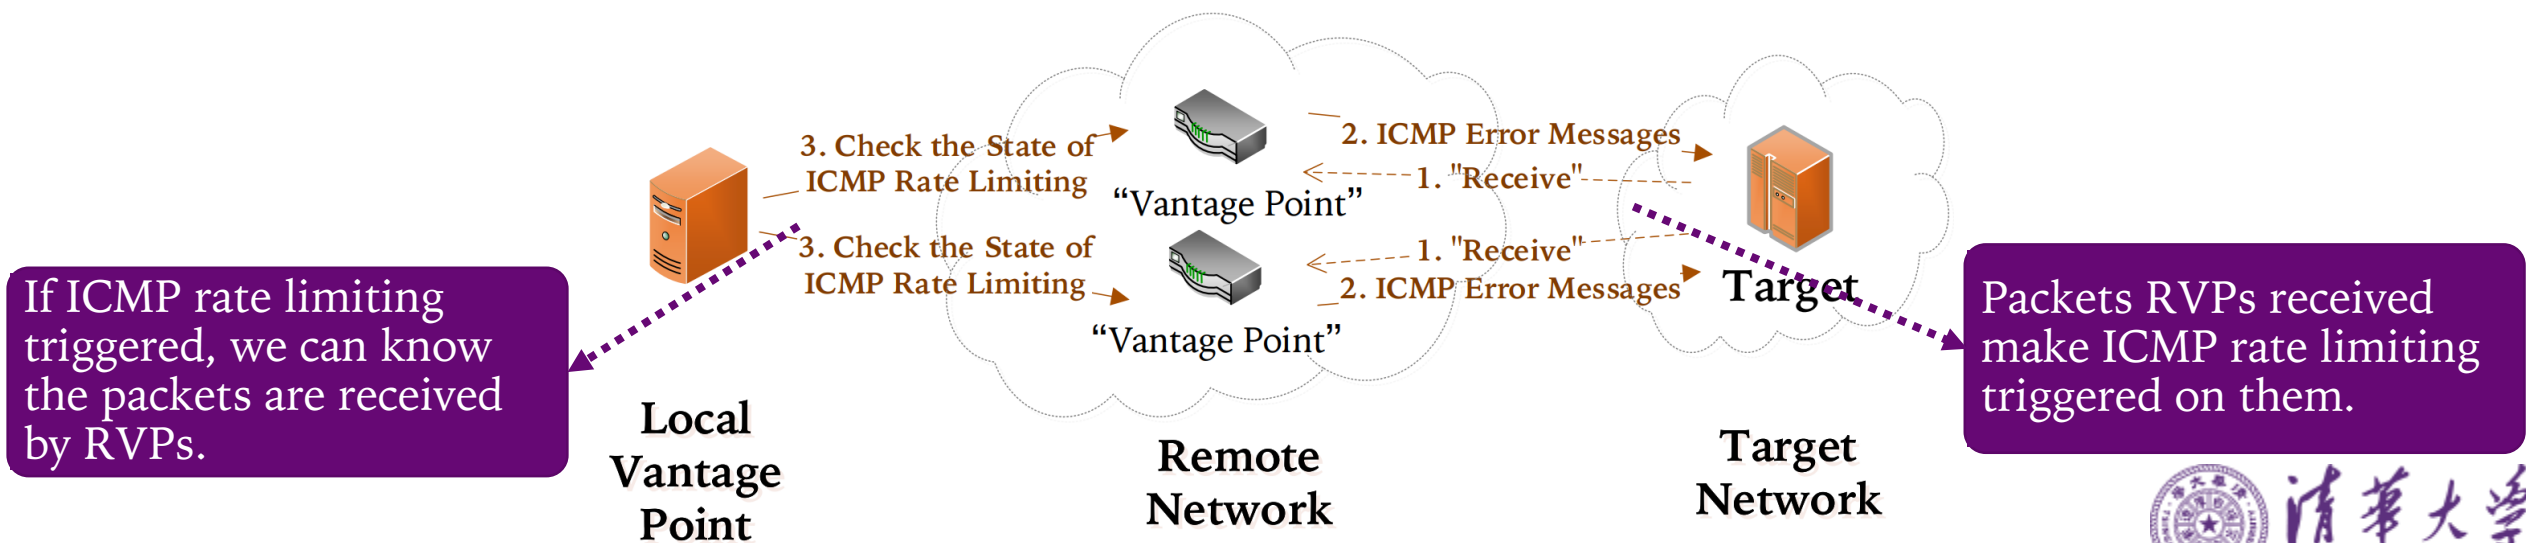 3. Check the State of
ICMP Rate Limiting
2. ICMP Error Messages
1. "Receive"
“Vantage Point”
3. Check the State of
ICMP Rate Limiting
1. "Receive"
2. ICMP Error Messages
“Vantage Point”
Target
If ICMP rate limiting
triggered, we can know
the packets are received
by RVPs.
Packets RVPs received
make ICMP rate limiting
triggered on them.
Local
Vantage
Point
Remote
Network
Target
Network
清華大学